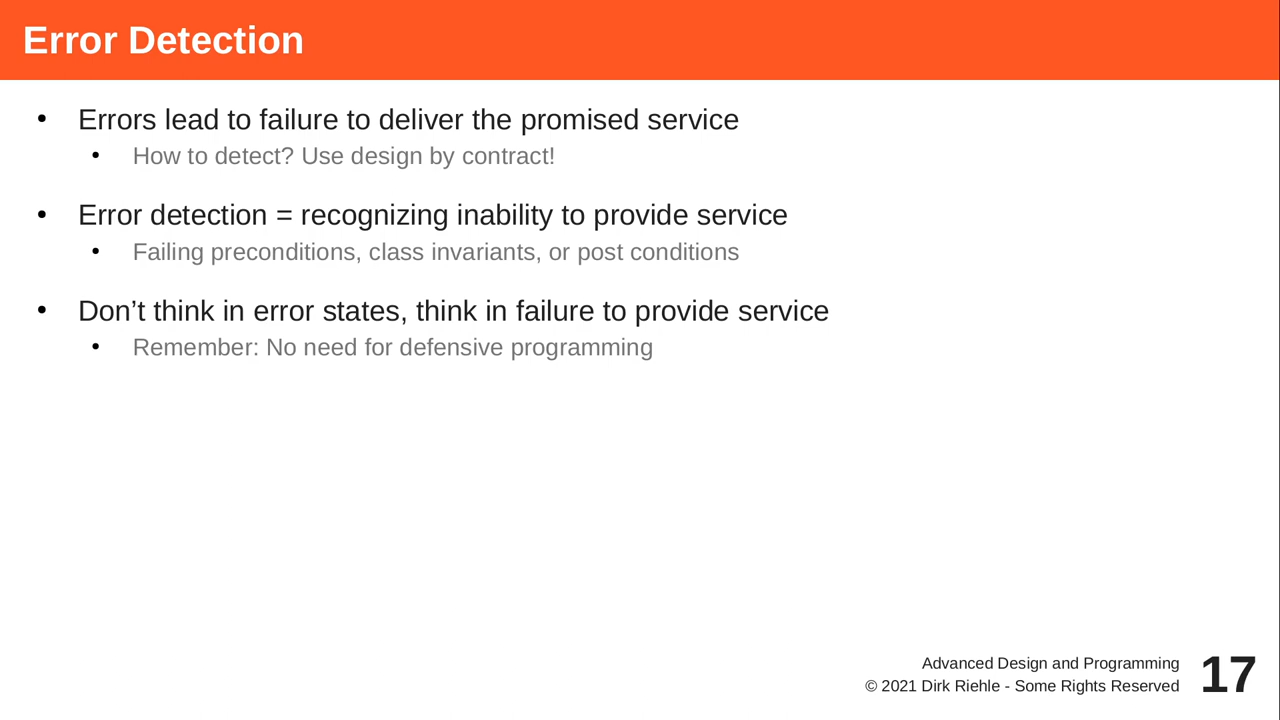 Error Detection
• Errors lead to failure to deliver the promised service
• How to detect? Use design by contract!
• Error detection = recognizing inability to provide service
• Failing preconditions, class invariants, or post conditions
• Don’t think in error states, think in failure to provide service
• Remember: No need for defensive programming
Advanced Design and Programming
© 2021 Dirk Riehle - Some Rights Reserved
17